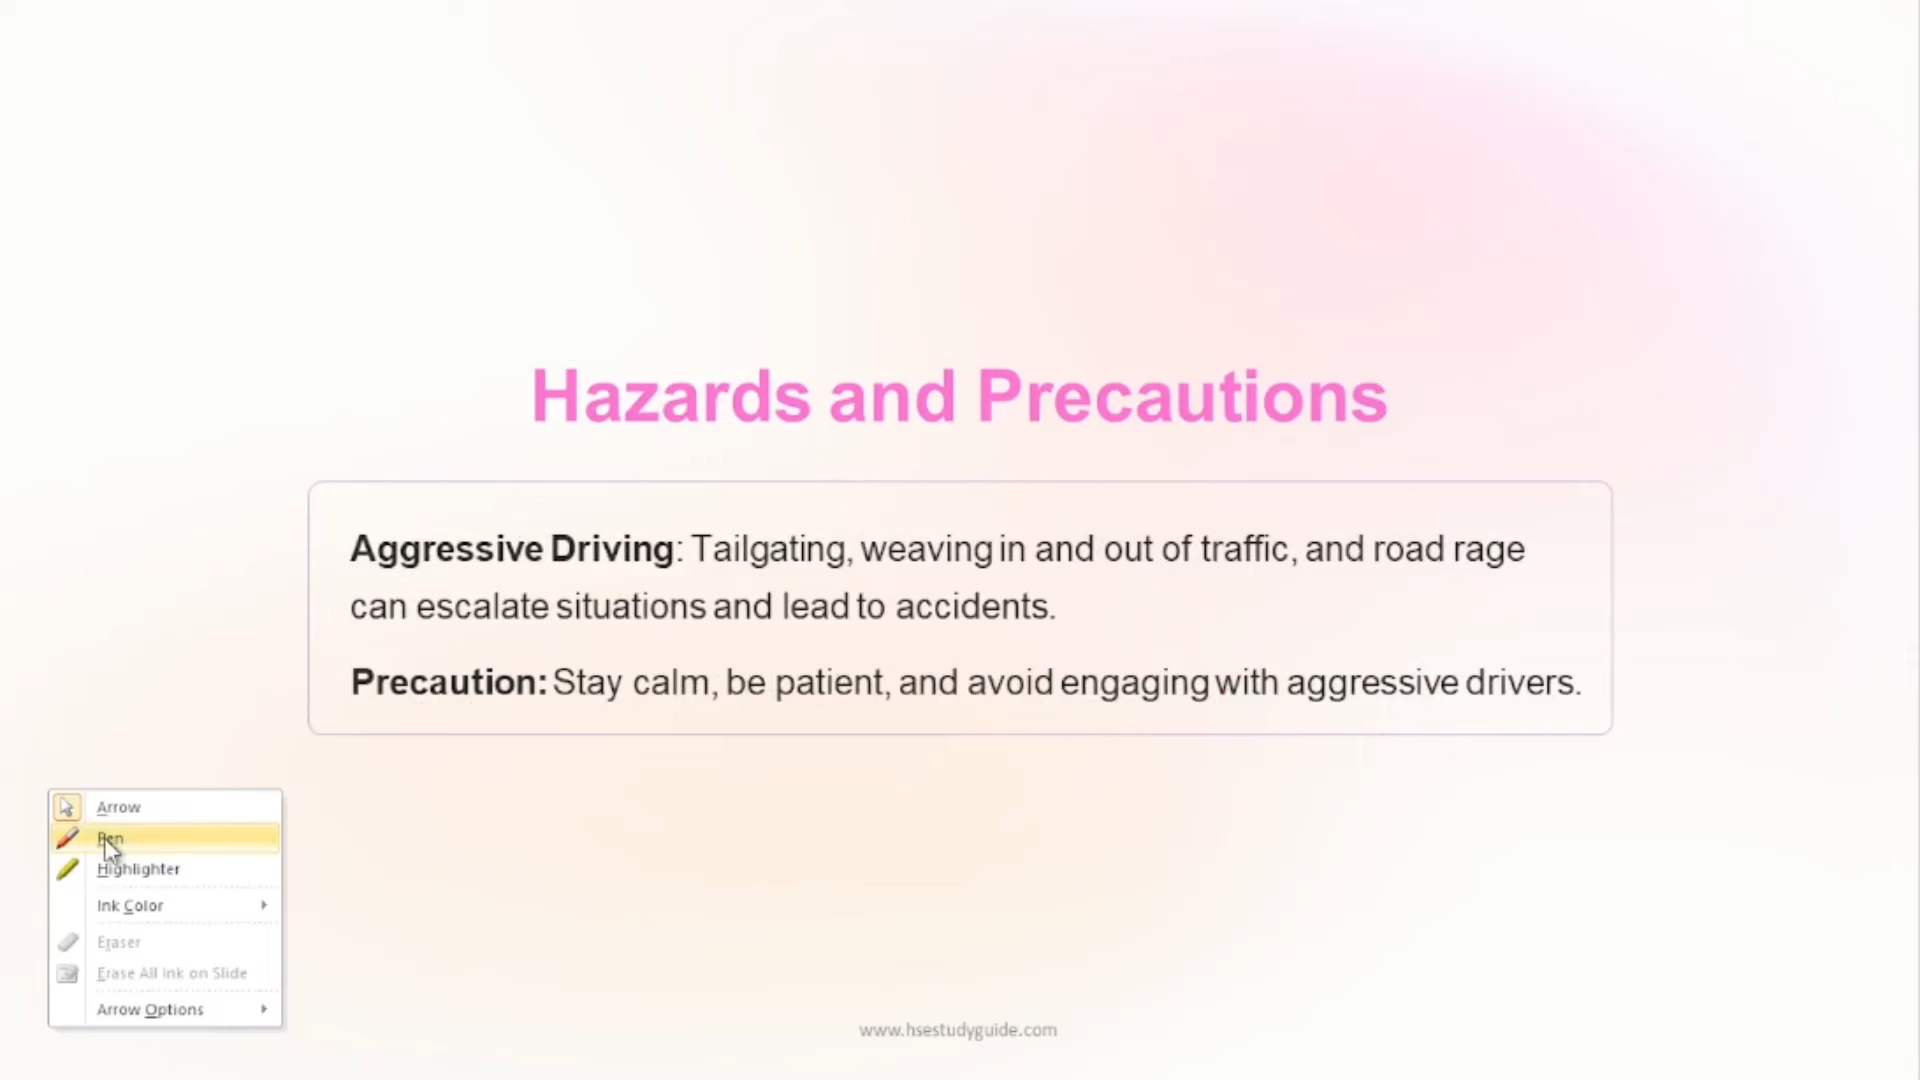 Hazards and Precautions
Aggressive Driving: Tailgating, weaving in and out of traffic, and road rage
can escalate situations and lead to accidents.
Precaution: Stay calm, be patient, and avoid engaging with aggressive drivers.
Arrow
Pen
Highlighter
Ink Color
Eraser
Erase All Ink on Slide
Arrow Options
www.hsestudyguide.com